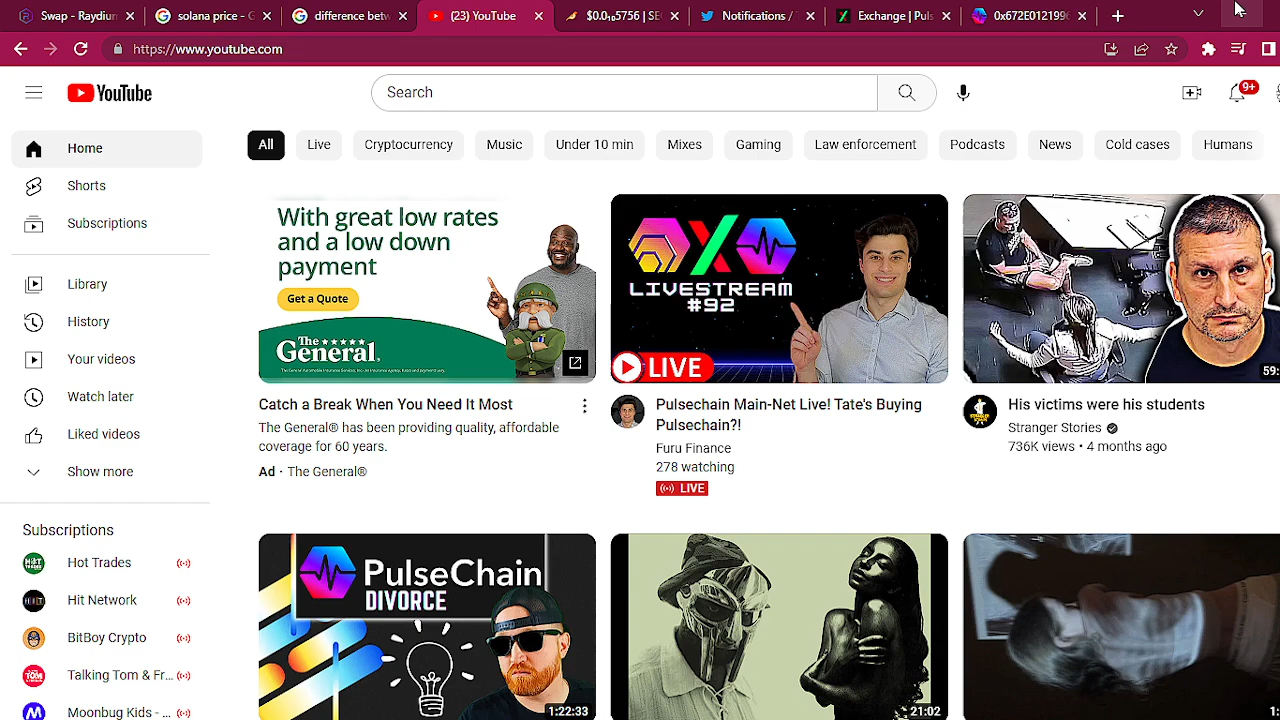 Swap - Raydium
solana price - G
difference betw
(23) YouTube
$0.0₁₀5756 | SE
Notifications / T
Exchange | Puls
0x672E0121996
https://www.youtube.com
YouTube
Search
9+
All
Live
Cryptocurrency
Music
Under 10 min
Mixes
Gaming
Law enforcement
Podcasts
News
Cold cases
Humans
Home
Shorts
Subscriptions
Library
History
Your videos
Watch later
Liked videos
Show more
Subscriptions
Hot Trades
Hit Network
BitBoy Crypto
Talking Tom & Fr...
Moonbug Kids - ...
With great low rates
and a low down
payment
Get a Quote
The
General
Catch a Break When You Need It Most
The General® has been providing quality, affordable
coverage for 60 years.
Ad · The General®
LIVESTREAM
#92
LIVE
Pulsechain Main-Net Live! Tate's Buying
Pulsechain?!
Furu Finance
278 watching
LIVE
59:
His victims were his students
Stranger Stories
736K views • 4 months ago
PulseChain
DIVORCE
1:22:33
21:02
1: